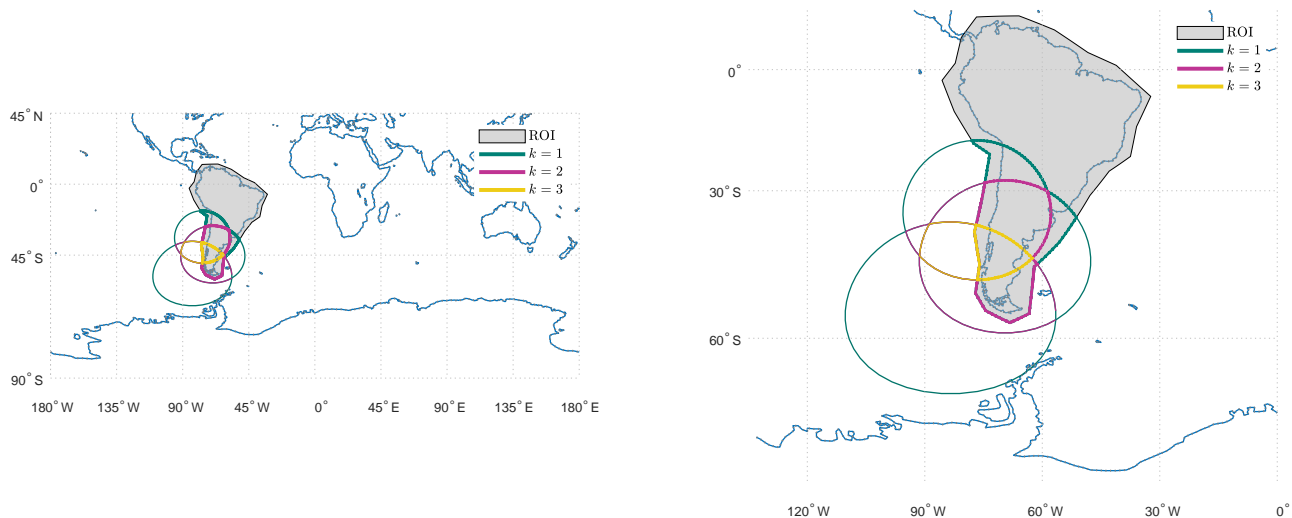 45° N
0°
45° S
90° S
180° W
135° W
90° W
45° W
0°
45° E
90° E
135° E
180° E
ROI
k = 1
k = 2
k = 3
0°
30° S
60° S
120° W
90° W
60° W
30° W
0°
ROI
k = 1
k = 2
k = 3